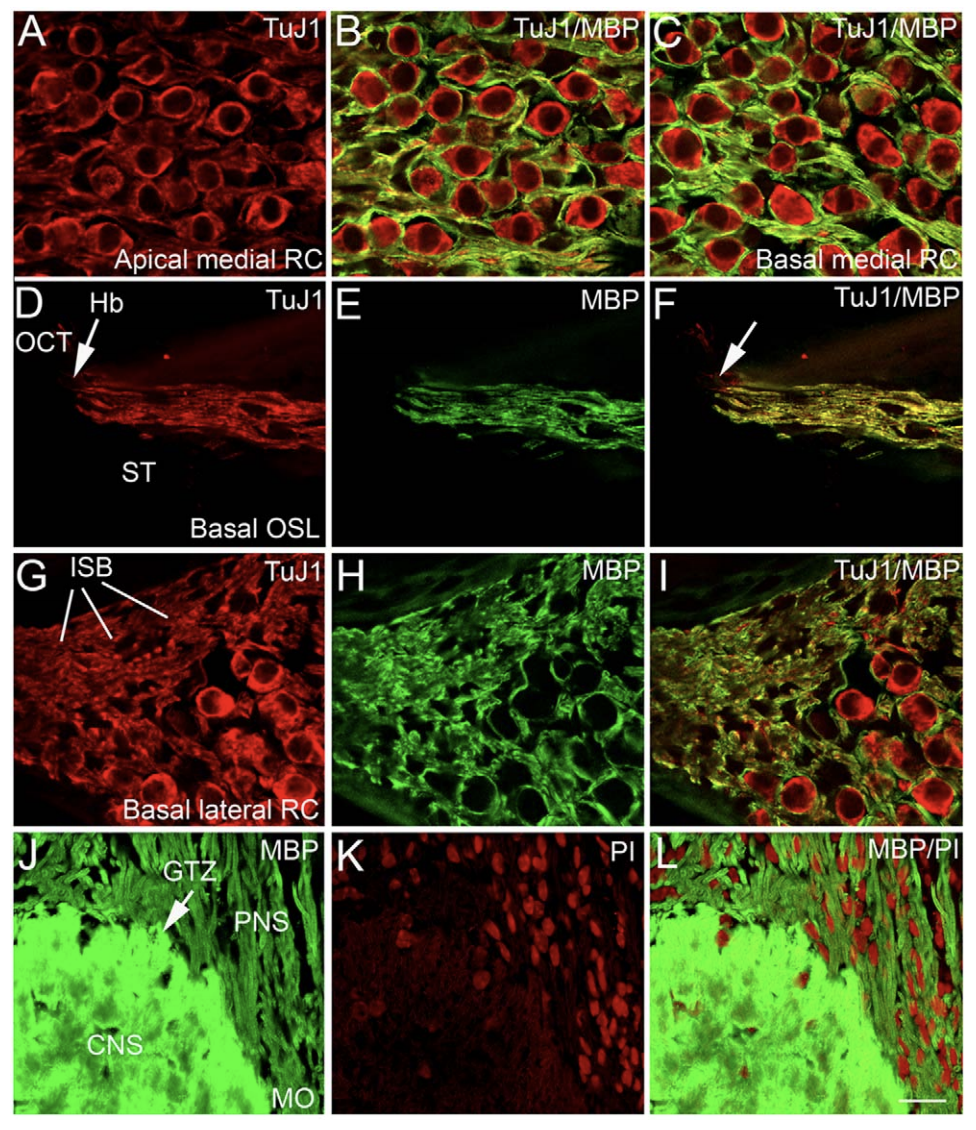 A TuJ1
Apical medial RC
B TuJ1/MBP
C TuJ1/MBP
Basal medial RC
D Hb TuJ1
OCT
ST
Basal OSL
E MBP
F TuJ1/MBP
G ISB TuJ1
Basal lateral RC
H MBP
I TuJ1/MBP
J MBP
GTZ
PNS
CNS
MO
K PI
L MBP/PI